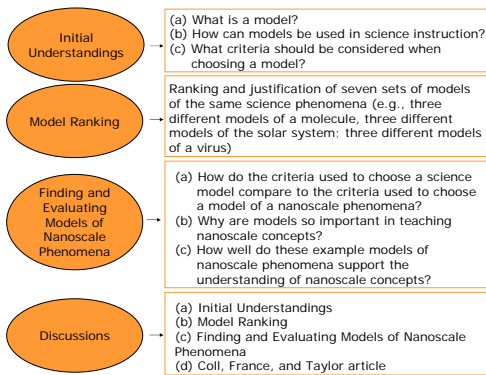 Initial
Understandings
(a) What is a model?
(b) How can models be used in science instruction?
(c) What criteria should be considered when
choosing a model?
Model Ranking
Ranking and justification of seven sets of models
of the same science phenomena (e.g., three
different models of a molecule, three different
models of the solar system; three different models
of a virus)
Finding and
Evaluating
Models of
Nanoscale
Phenomena
(a) How do the criteria used to choose a science
model compare to the criteria used to choose
a model of a nanoscale phenomena?
(b) Why are models so important in teaching
nanoscale concepts?
(c) How well do these example models of
nanoscale phenomena support the
understanding of nanoscale concepts?
Discussions
(a) Initial Understandings
(b) Model Ranking
(c) Finding and Evaluating Models of Nanoscale
Phenomena
(d) Coll, France, and Taylor article